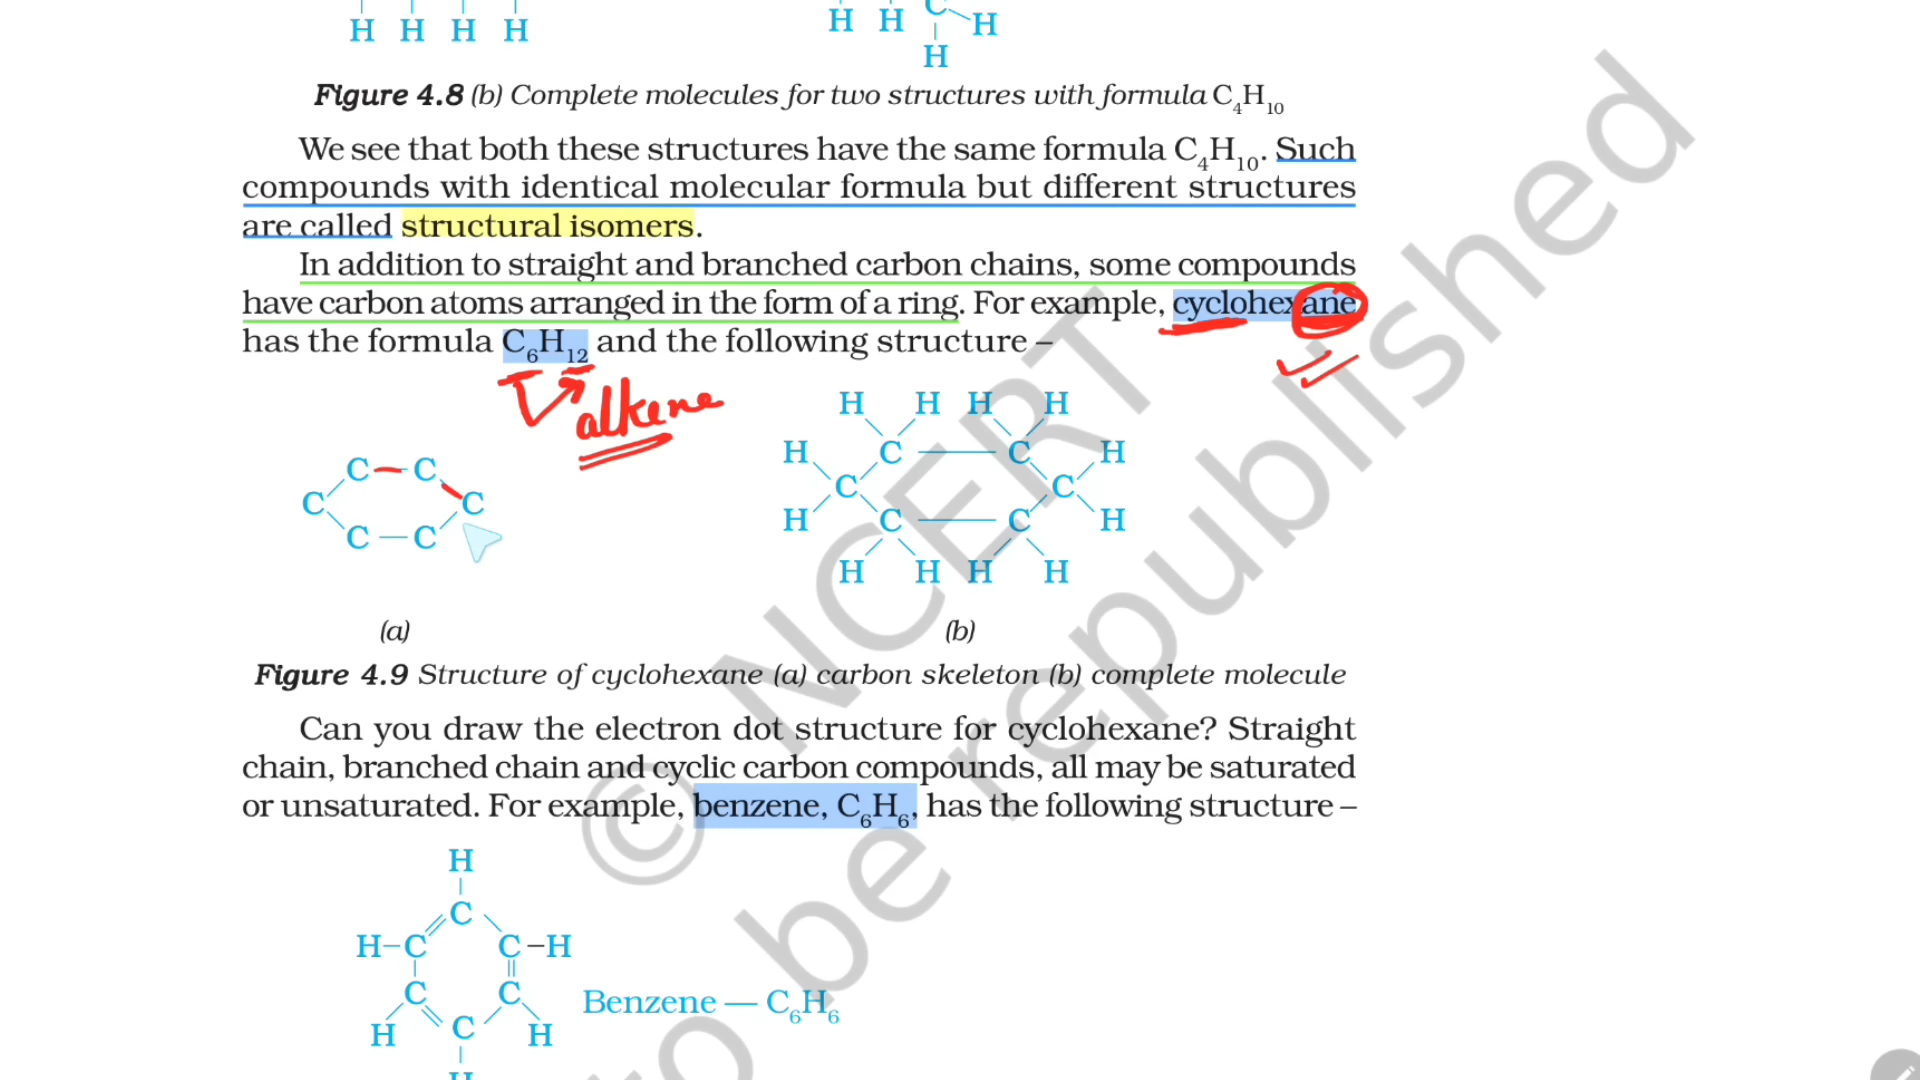 H H H H
H H C H
H
Figure 4.8 (b) Complete molecules for two structures with formula C₄H₁₀
We see that both these structures have the same formula C₄H₁₀. Such
compounds with identical molecular formula but different structures
are called structural isomers.
In addition to straight and branched carbon chains, some compounds
have carbon atoms arranged in the form of a ring. For example, cyclohexane
has the formula C₆H₁₂ and the following structure –
alkene
C – C
C C
C – C
H H H H
H C C H
C C
H C C H
H H H H
(a) (b)
Figure 4.9 Structure of cyclohexane (a) carbon skeleton (b) complete molecule
Can you draw the electron dot structure for cyclohexane? Straight
chain, branched chain and cyclic carbon compounds, all may be saturated
or unsaturated. For example, benzene, C₆H₆, has the following structure –
H
C
H–C C–H
C C
H C H
H
Benzene — C₆H₆
© NCERT
to be republished